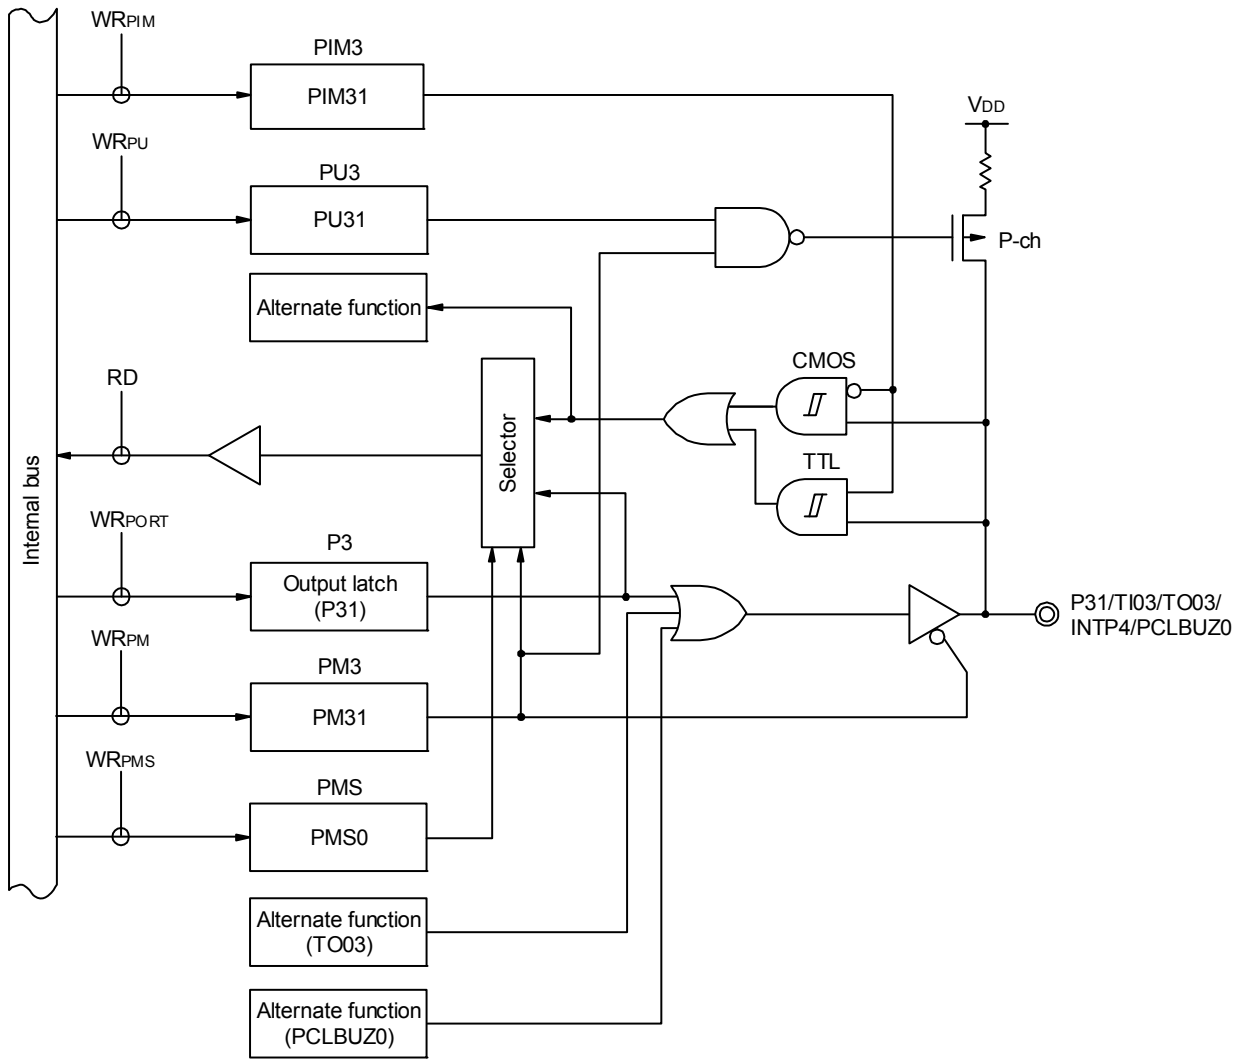 WRPIM
PIM3
PIM31
VDD
WRPU
PU3
PU31
P-ch
Alternate function
CMOS
RD
Selector
TTL
Internal bus
WRPORT
P3
Output latch
(P31)
P31/TI03/TO03/
INTP4/PCLBUZ0
WRPM
PM3
PM31
WRPMS
PMS
PMS0
Alternate function
(TO03)
Alternate function
(PCLBUZ0)